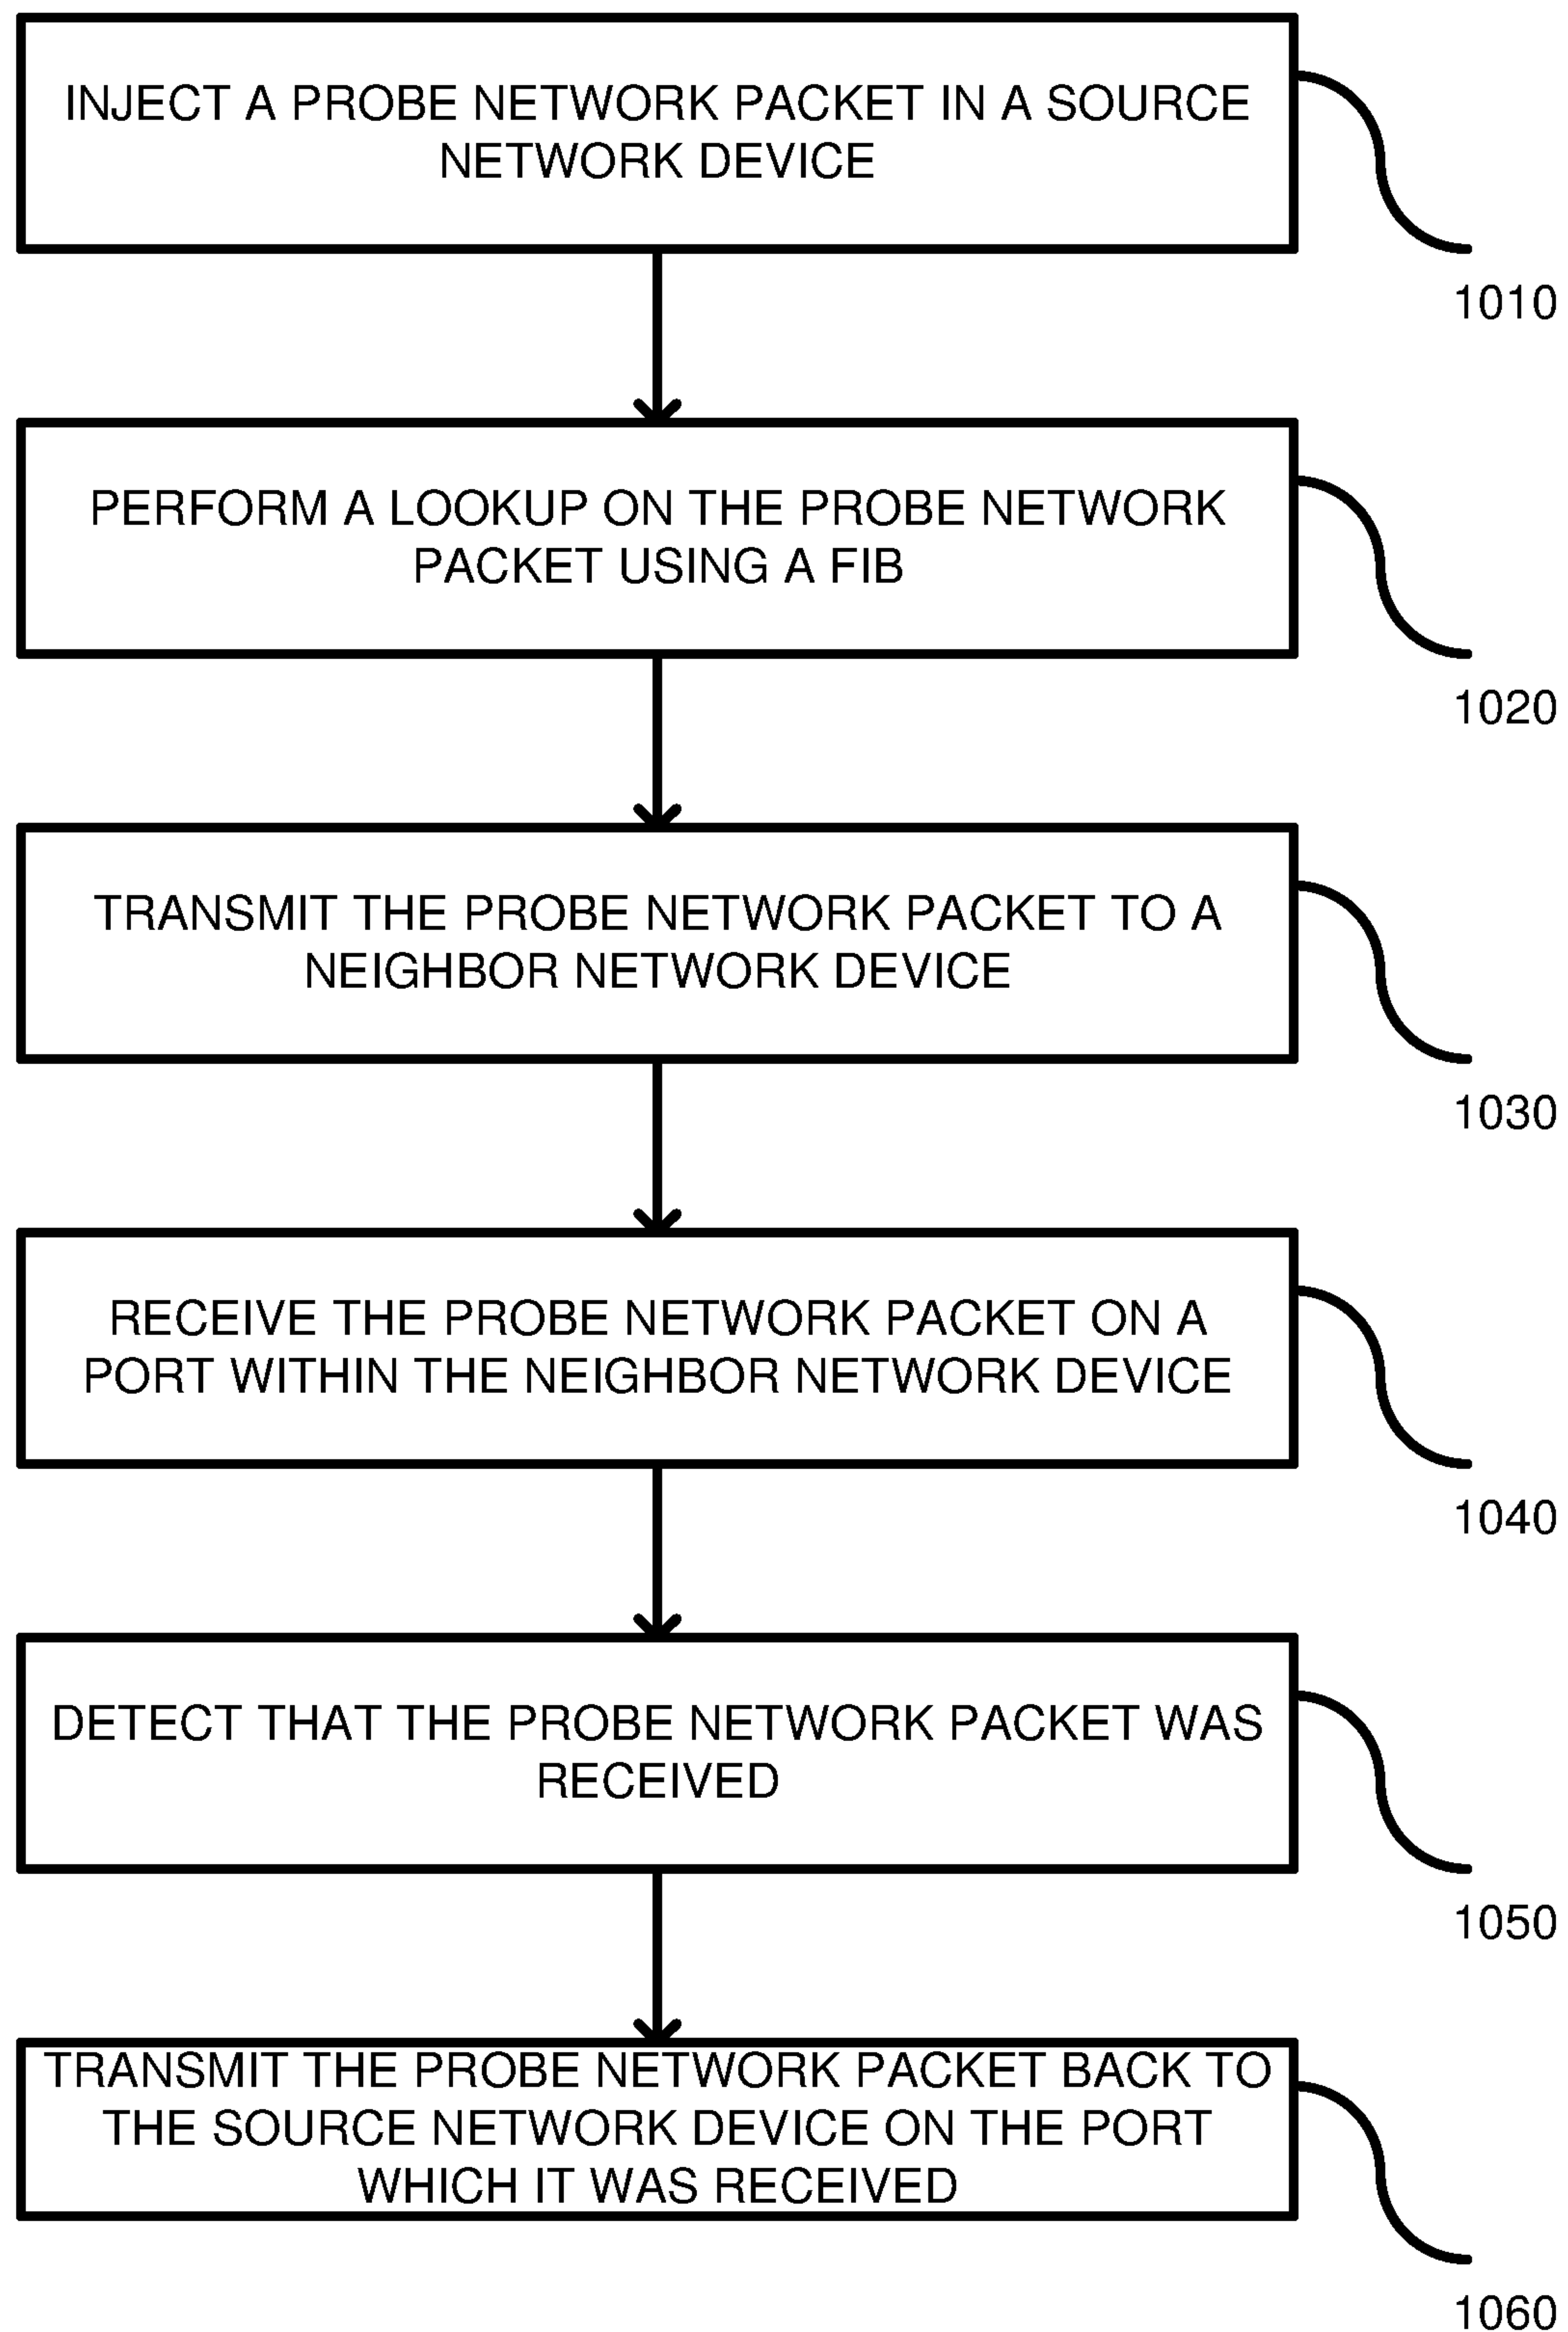 INJECT A PROBE NETWORK PACKET IN A SOURCE
NETWORK DEVICE
1010
PERFORM A LOOKUP ON THE PROBE NETWORK
PACKET USING A FIB
1020
TRANSMIT THE PROBE NETWORK PACKET TO A
NEIGHBOR NETWORK DEVICE
1030
RECEIVE THE PROBE NETWORK PACKET ON A
PORT WITHIN THE NEIGHBOR NETWORK DEVICE
1040
DETECT THAT THE PROBE NETWORK PACKET WAS
RECEIVED
1050
TRANSMIT THE PROBE NETWORK PACKET BACK TO
THE SOURCE NETWORK DEVICE ON THE PORT
WHICH IT WAS RECEIVED
1060